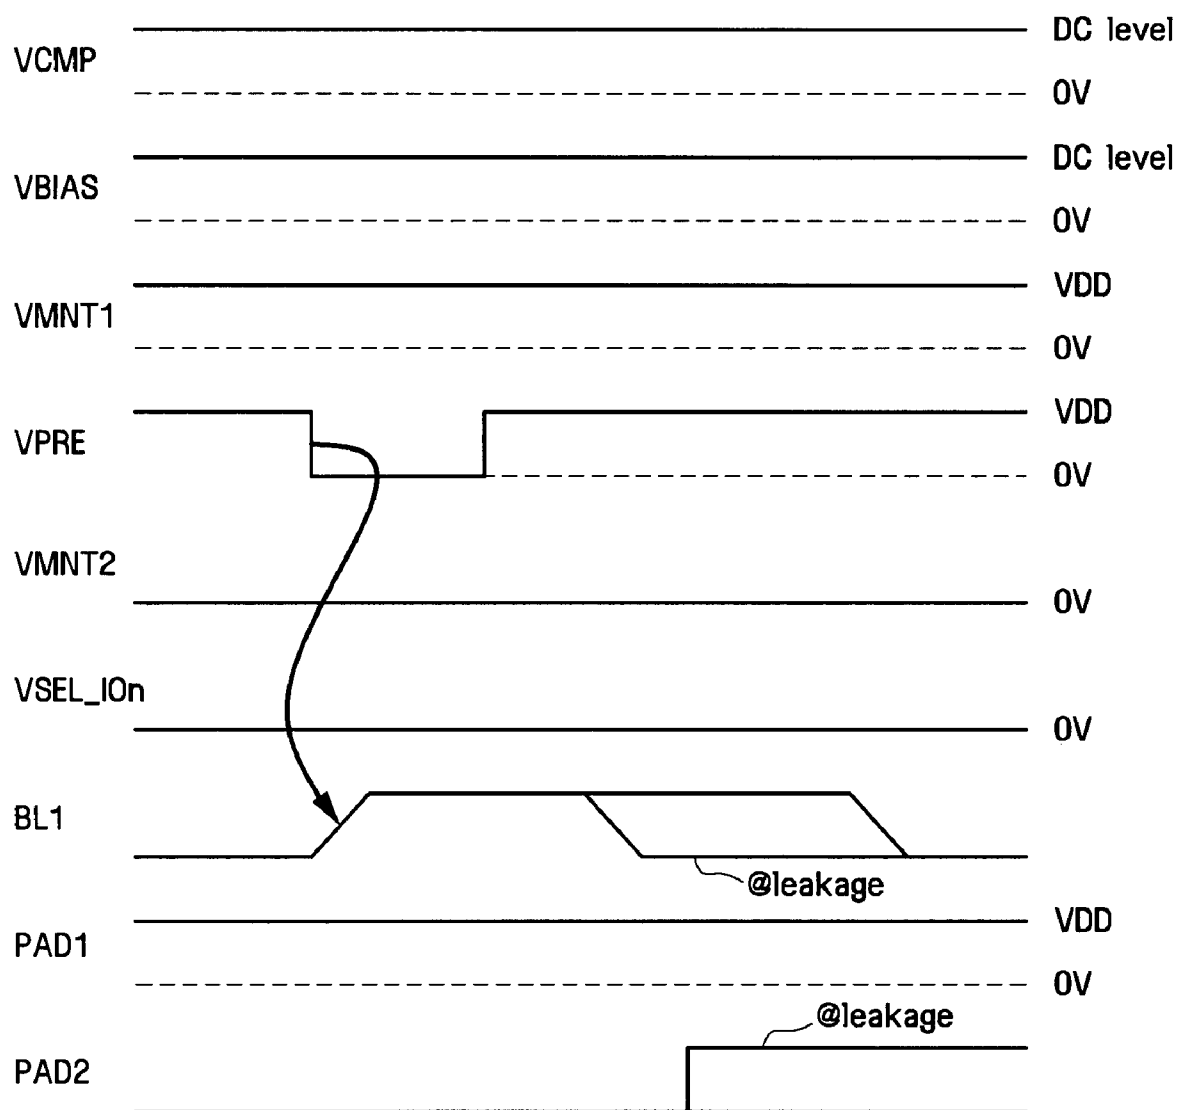 DC level
VCMP
0V
DC level
VBIAS
0V
VDD
VMNT1
0V
VDD
VPRE
0V
VMNT2
0V
VSEL_IOn
0V
BL1
@leakage
VDD
PAD1
0V
@leakage
PAD2